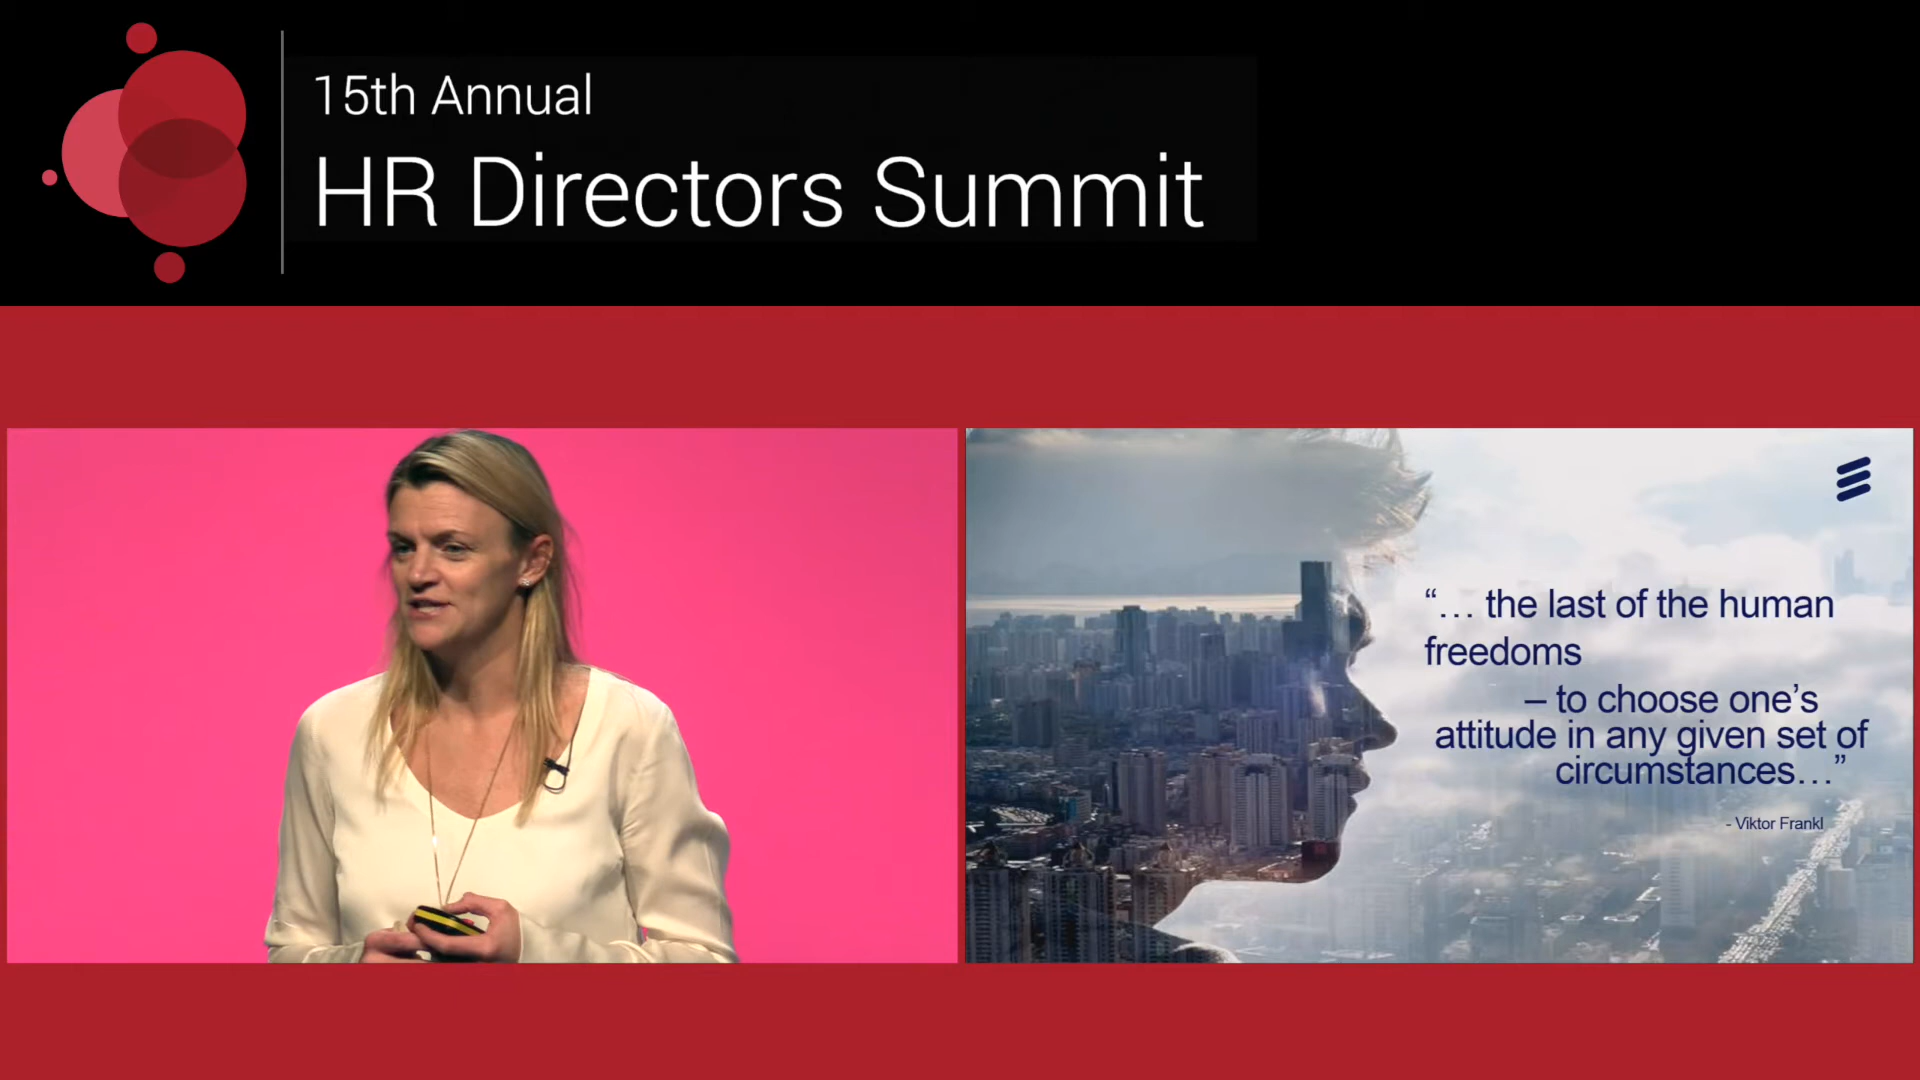 15th Annual
HR Directors Summit
“… the last of the human
freedoms
– to choose one’s
attitude in any given set of
circumstances…”
- Viktor Frankl